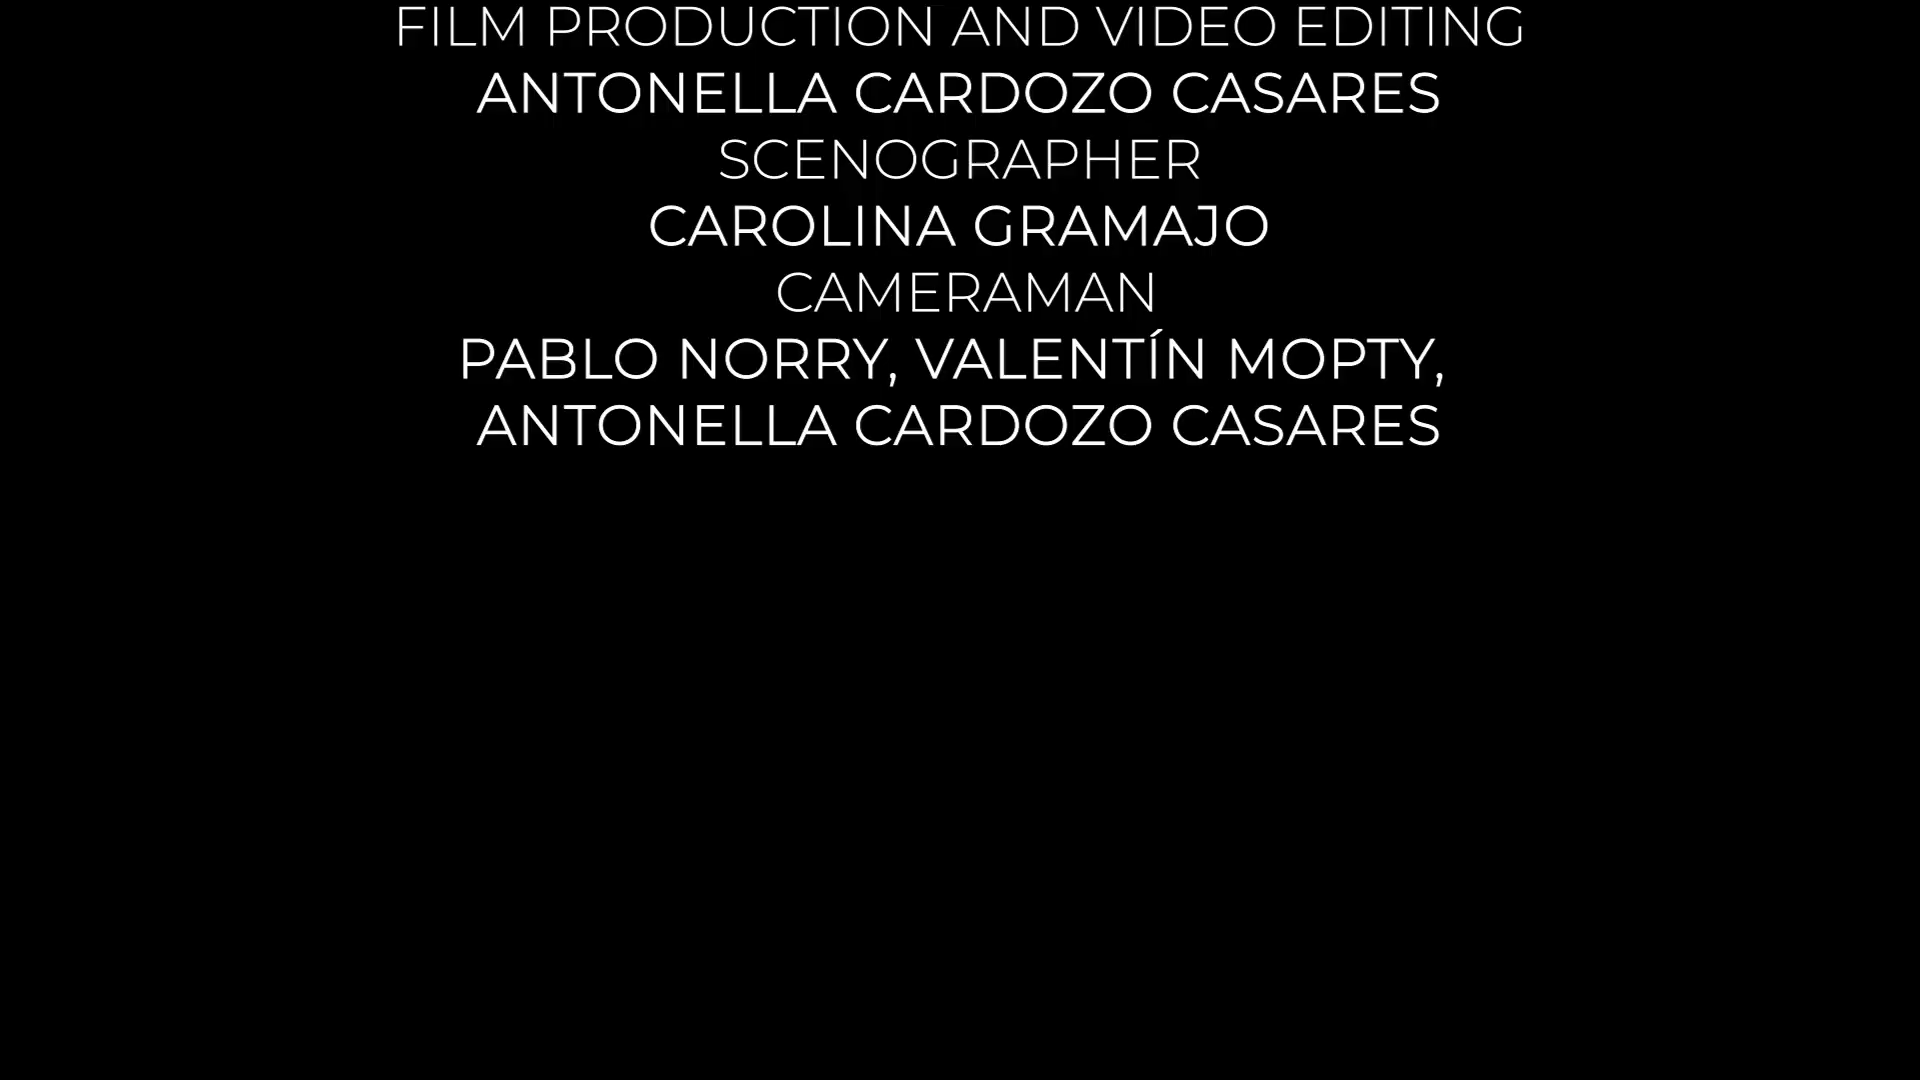 FILM PRODUCTION AND VIDEO EDITING
ANTONELLA CARDOZO CASARES
SCENOGRAPHER
CAROLINA GRAMAJO
CAMERAMAN
PABLO NORRY, VALENTÍN MOPTY,
ANTONELLA CARDOZO CASARES